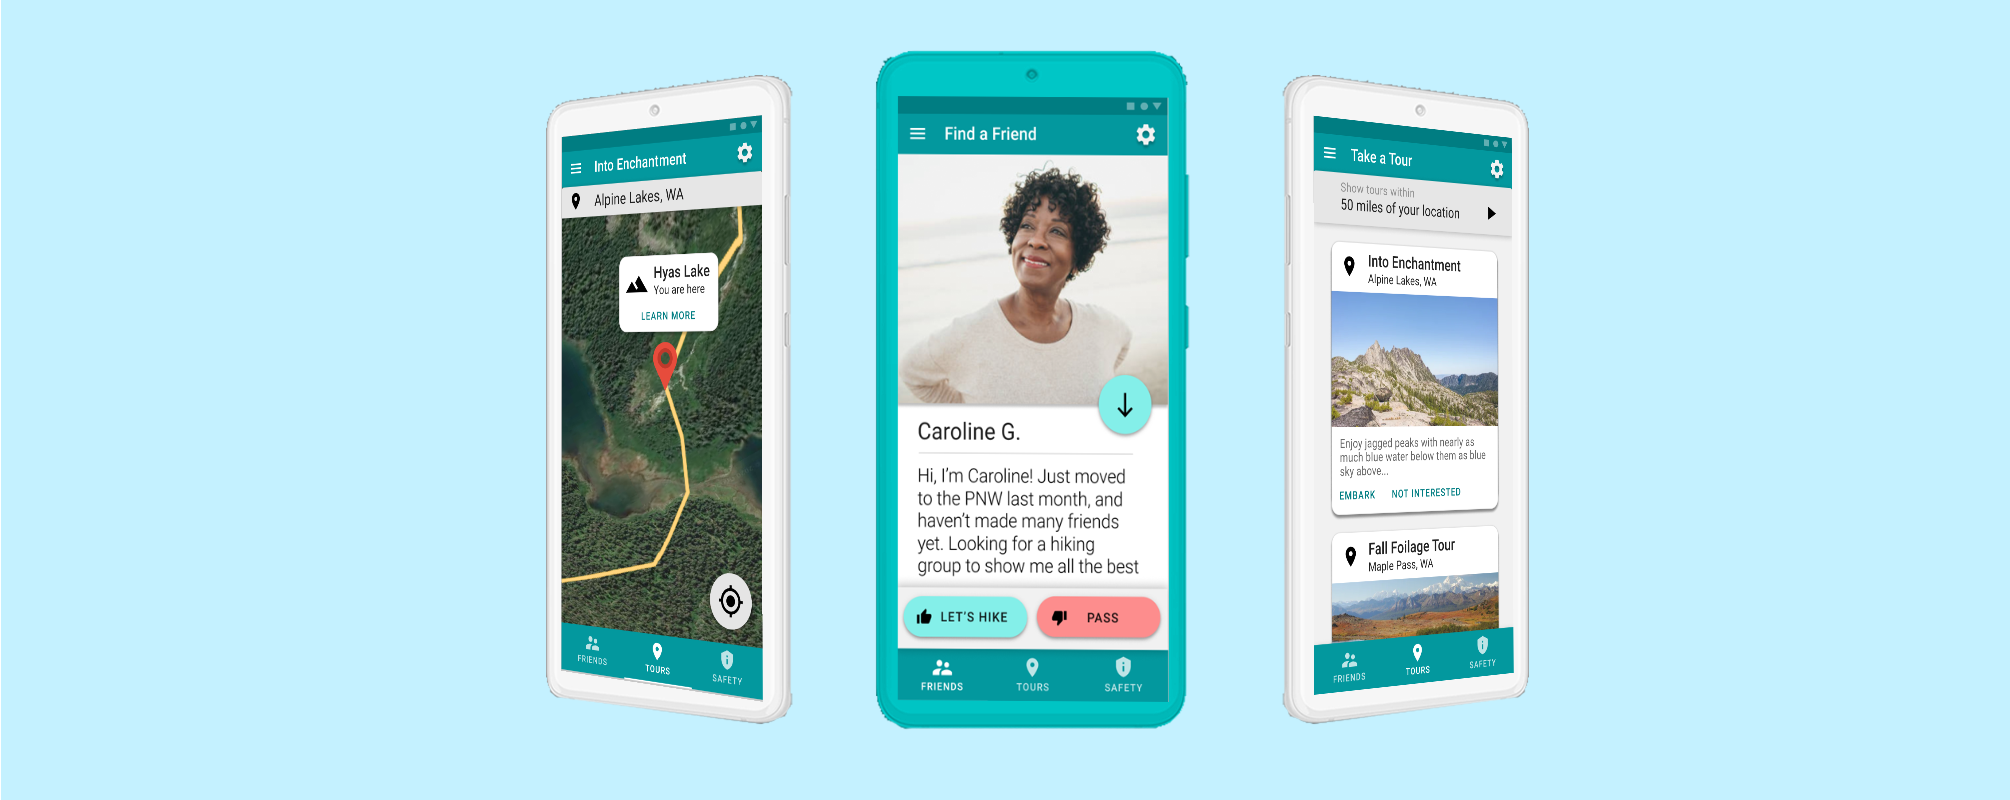 Into Enchantment
Alpine Lakes, WA
Hyas Lake
You are here
LEARN MORE
FRIENDS
TOURS
SAFETY
Find a Friend
Caroline G.
Hi, I'm Caroline! Just moved
to the PNW last month, and
haven't made many friends
yet. Looking for a hiking
group to show me all the best
LET'S HIKE
PASS
FRIENDS
TOURS
SAFETY
Take a Tour
Show tours within
50 miles of your location
Into Enchantment
Alpine Lakes, WA
Enjoy jagged peaks with nearly as
much blue water below them as blue
sky above...
EMBARK
NOT INTERESTED
Fall Foilage Tour
Maple Pass, WA
FRIENDS
TOURS
SAFETY